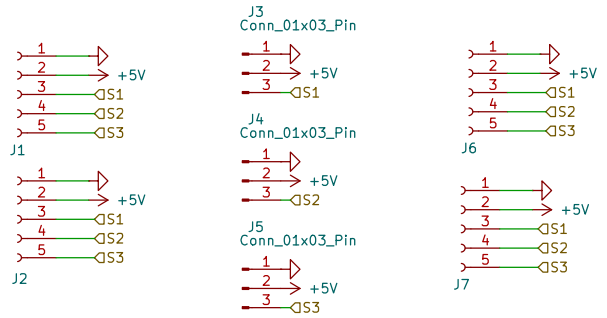 1
2 +5V
3 S1
4 S2
5 S3
J1
1
2 +5V
3 S1
4 S2
5 S3
J2
J3
Conn_01x03_Pin
1
2 +5V
3 S1
J4
Conn_01x03_Pin
1
2 +5V
3 S2
J5
Conn_01x03_Pin
1
2 +5V
3 S3
1
2 +5V
3 S1
4 S2
5 S3
J6
1
2 +5V
3 S1
4 S2
5 S3
J7